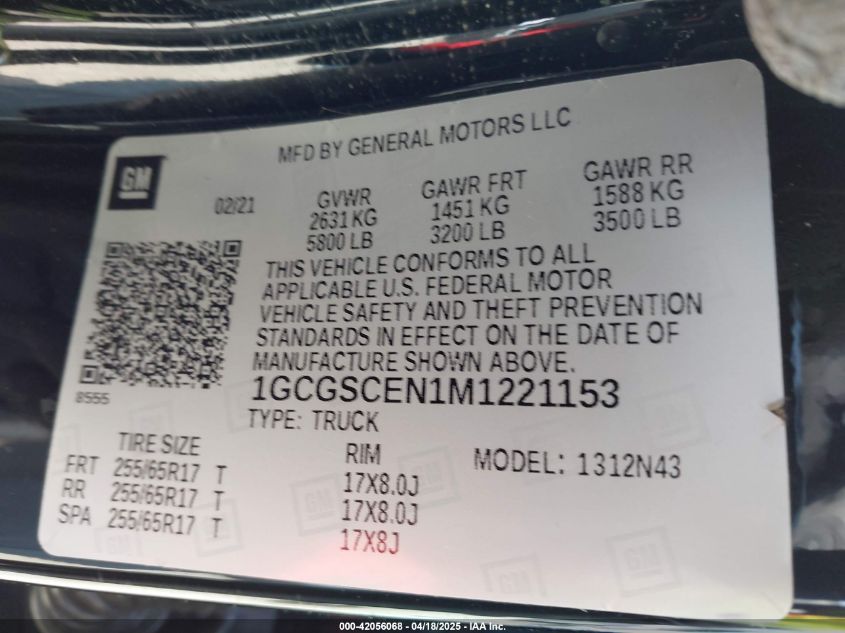 MFD BY GENERAL MOTORS LLC
GM
02/21
GVWR GAWR FRT GAWR RR
2631 KG 1451 KG 1588 KG
5800 LB 3200 LB 3500 LB
THIS VEHICLE CONFORMS TO ALL
APPLICABLE U.S. FEDERAL MOTOR
VEHICLE SAFETY AND THEFT PREVENTION
STANDARDS IN EFFECT ON THE DATE OF
MANUFACTURE SHOWN ABOVE.
8555
1GCGSCEN1M1221153
TYPE: TRUCK
TIRE SIZE RIM MODEL: 1312N43
FRT 255/65R17 T 17X8.0J
RR 255/65R17 T 17X8.0J
SPA 255/65R17 T 17X8J
000-42056068 - 04/18/2025 - IAA Inc.